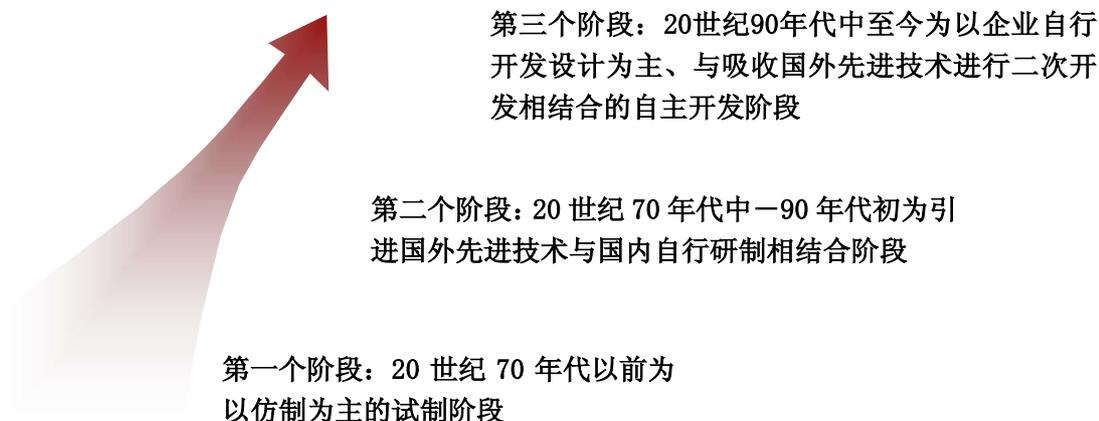 第三个阶段：20世纪90年代中至今为以企业自行
开发设计为主、与吸收国外先进技术进行二次开
发相结合的自主开发阶段
第二个阶段：20 世纪 70 年代中－90 年代初为引
进国外先进技术与国内自行研制相结合阶段
第一个阶段：20 世纪 70 年代以前为
以仿制为主的试制阶段